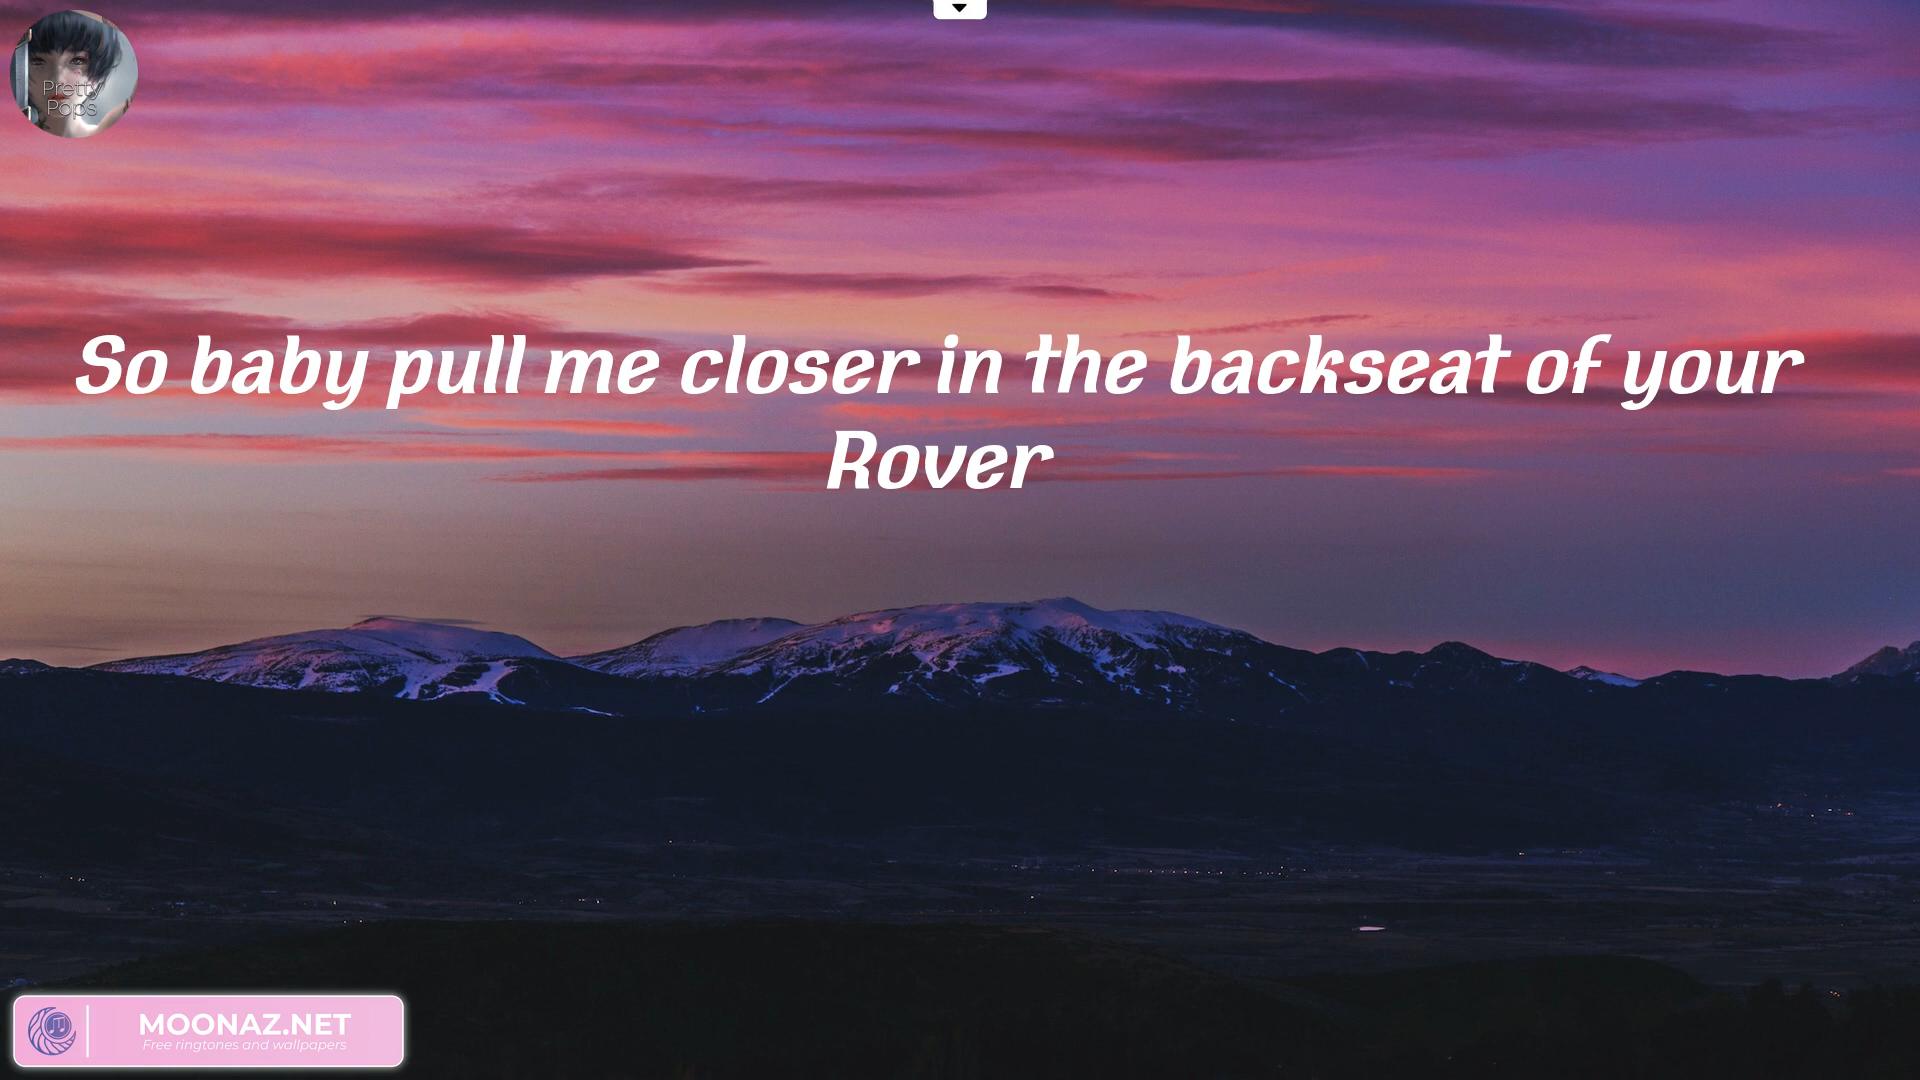 Pretty
Pops
So baby pull me closer in the backseat of your
Rover
MOONAZ.NET
Free ringtones and wallpapers